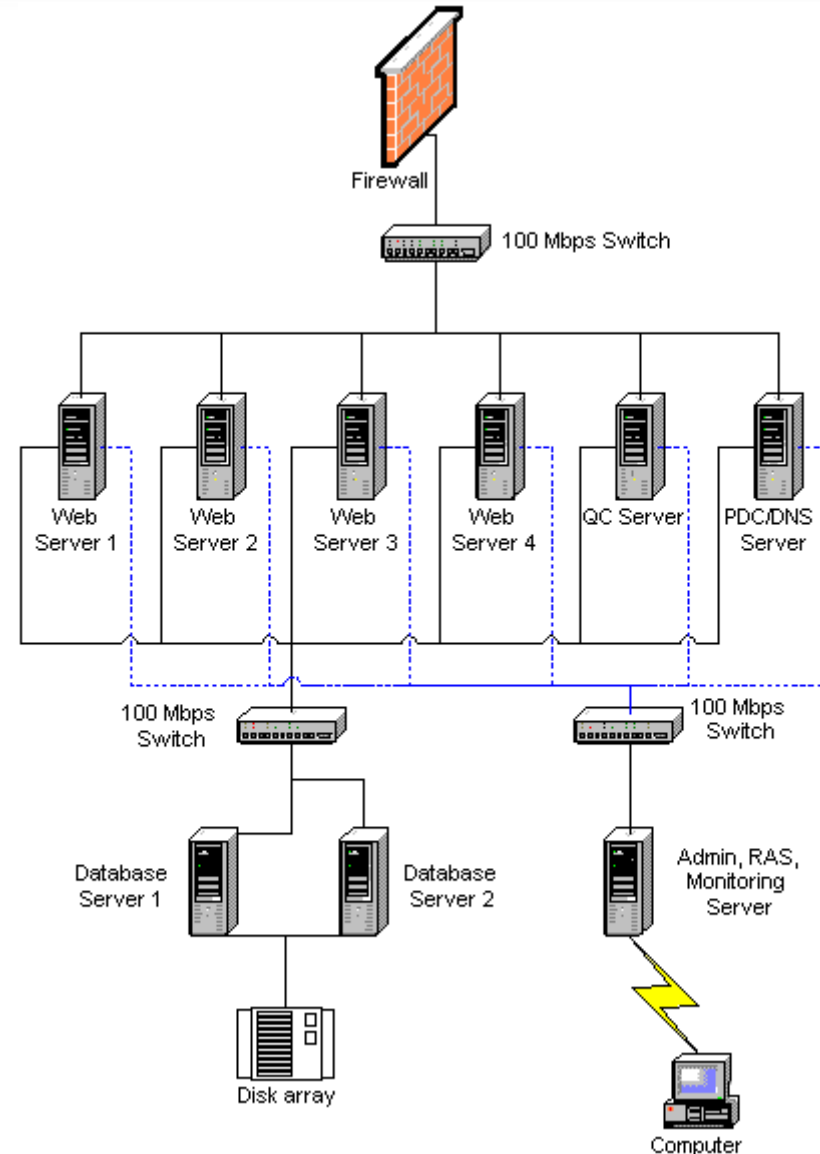 Firewall
100 Mbps Switch
Web
Server 1
Web
Server 2
Web
Server 3
Web
Server 4
QC Server
PDC/DNS
Server
100 Mbps
Switch
100 Mbps
Switch
Database
Server 1
Database
Server 2
Admin, RAS,
Monitoring
Server
Disk array
Computer